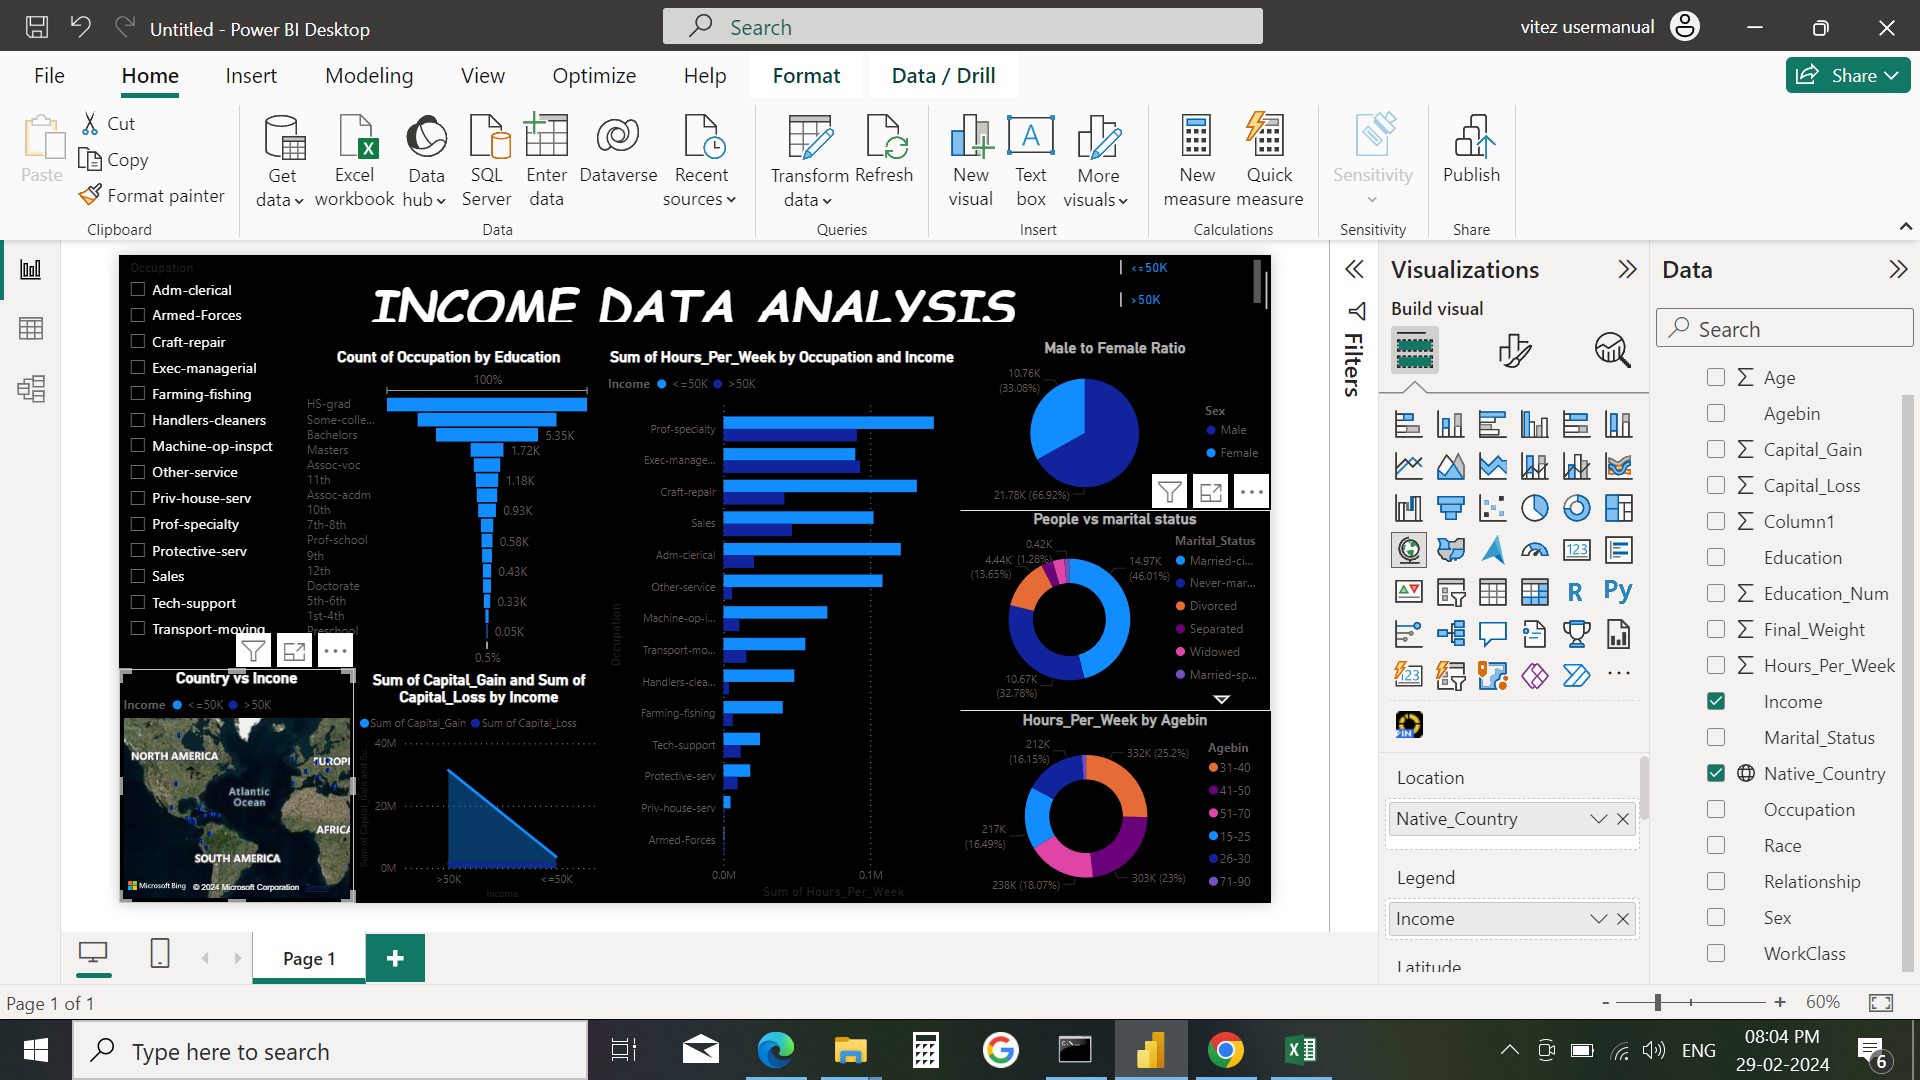 Untitled - Power BI Desktop
Search
vitez usermanual
File
Home
Insert
Modeling
View
Optimize
Help
Format
Data / Drill
Share
Paste
Cut
Copy
Format painter
Clipboard
Get data
Excel workbook
Data hub
SQL Server
Enter data
Dataverse
Recent sources
Data
Transform data
Refresh
Queries
New visual
Text box
More visuals
Insert
New measure
Quick measure
Calculations
Sensitivity
Sensitivity
Publish
Share
Occupation
Adm-clerical
Armed-Forces
Craft-repair
Exec-managerial
Farming-fishing
Handlers-cleaners
Machine-op-inspct
Other-service
Priv-house-serv
Prof-specialty
Protective-serv
Sales
Tech-support
Transport-moving
INCOME DATA ANALYSIS
<=50K
>50K
Count of Occupation by Education
100%
HS-grad
Some-colle...
Bachelors
5.35K
Masters
1.72K
Assoc-voc
11th
1.18K
Assoc-acdm
10th
0.93K
7th-8th
Prof-school
0.58K
9th
12th
0.43K
Doctorate
5th-6th
0.33K
1st-4th
Preschool
0.05K
0.5%
Sum of Hours_Per_Week by Occupation and Income
Income <=50K >50K
Occupation
Prof-specialty
Exec-manage...
Craft-repair
Sales
Adm-clerical
Other-service
Machine-op-i...
Transport-mo...
Handlers-clea...
Farming-fishing
Tech-support
Protective-serv
Priv-house-serv
Armed-Forces
0.0M
0.1M
Sum of Hours_Per_Week
Male to Female Ratio
10.76K (33.08%)
21.78K (66.92%)
Sex
Male
Female
People vs marital status
0.42K (1.28%)
4.44K (13.65%)
14.97K (46.01%)
10.67K (32.78%)
Marital_Status
Married-ci...
Never-mar...
Divorced
Separated
Widowed
Married-sp...
Hours_Per_Week by Agebin
212K (16.15%)
332K (25.2%)
217K (16.49%)
238K (18.07%)
303K (23%)
Agebin
31-40
41-50
51-70
15-25
26-30
71-90
Country vs Incone
Income <=50K >50K
NORTH AMERICA
EUROPE
Atlantic Ocean
AFRICA
SOUTH AMERICA
Microsoft Bing
© 2024 Microsoft Corporation Terms
Sum of Capital_Gain and Sum of
Capital_Loss by Income
Sum of Capital_Gain Sum of Capital_Loss
40M
20M
0M
>50K
<=50K
Income
Filters
Visualizations
Build visual
123
R
Py
123
PIN
Location
Native_Country
Legend
Income
Latitude
Data
Search
Age
Agebin
Capital_Gain
Capital_Loss
Column1
Education
Education_Num
Final_Weight
Hours_Per_Week
Income
Marital_Status
Native_Country
Occupation
Race
Relationship
Sex
WorkClass
Page 1
Page 1 of 1
- + 60%
Type here to search
ENG
08:04 PM
29-02-2024
6